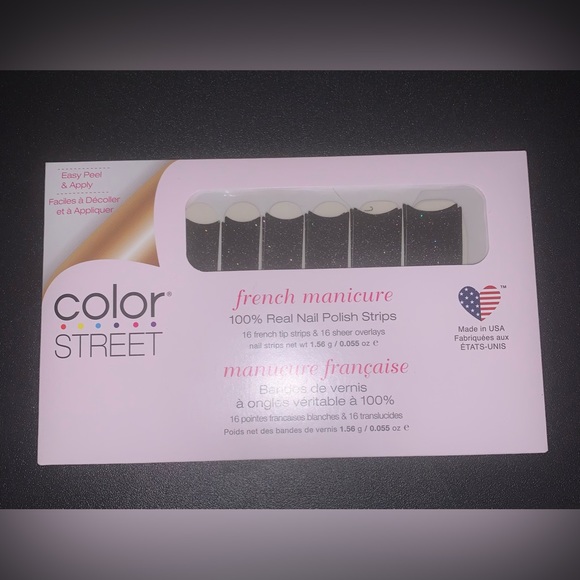 Easy Peel
& Apply
Faciles à Décoller
et à Appliquer
color®
STREET
french manicure
100% Real Nail Polish Strips
16 french tip strips & 16 sheer overlays
nail strips net wt 1.56 g / 0.055 oz ℮
manucure française
Bandes de vernis
à ongles véritable à 100%
16 pointes françaises blanches & 16 translucides
Poids net des bandes de vernis 1.56 g / 0.055 oz ℮
TM
Made in USA
Fabriquées aux
ÉTATS-UNIS